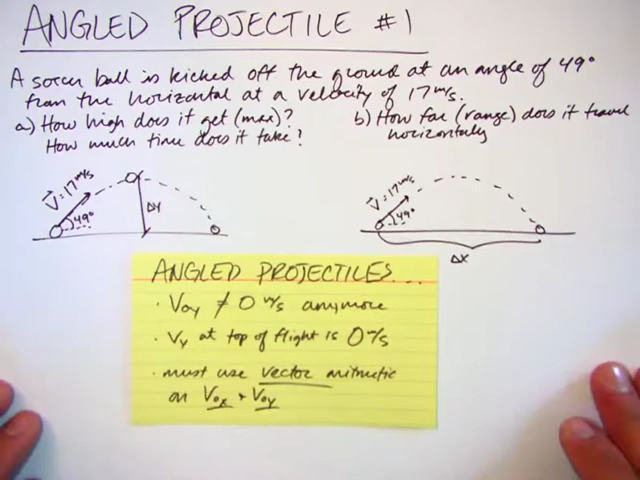 ANGLED PROJECTILE #1
A soccer ball is kicked off the ground at an angle of 49°
from the horizontal at a velocity of 17 m/s.
a) How high does it get (max)?
How much time does it take?
b) How far (range) does it travel
horizontally
V=17 m/s
49°
Δy
V=17 m/s
49°
Δx
ANGLED PROJECTILES...
· Voy ≠ 0 m/s anymore
· Vy at top of flight is 0 m/s
· must use vector aritmetic
on Vox + Voy